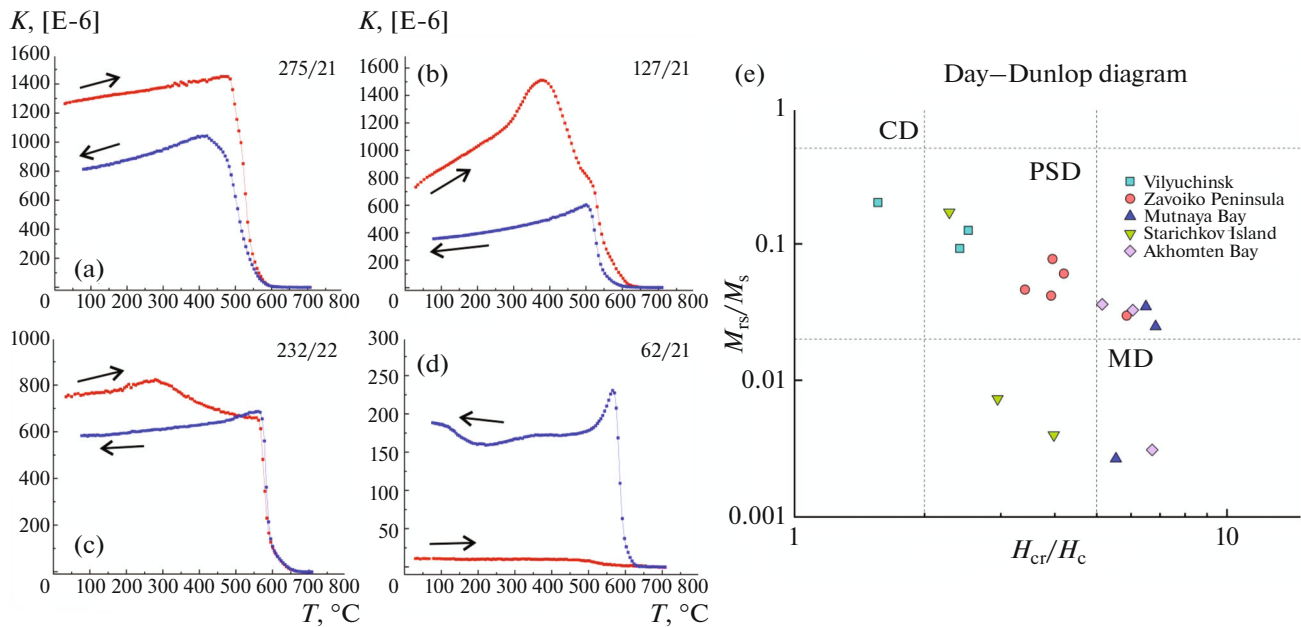 K, [E-6]
1600
1400
1200
1000
800
600
400
200
0
100 200 300 400 500 600 700
275/21
(a)
K, [E-6]
1600
1400
1200
1000
800
600
400
200
0
100 200 300 400 500 600 700
(b)
127/21
1000
800
600
400
200
0
100 200 300 400 500 600 700
232/22
(c)
T, °C
300
250
200
150
100
50
0
100 200 300 400 500 600 700
(d)
62/21
T, °C
(e)
Day–Dunlop diagram
1
0.1
0.01
0.001
Mrs/Ms
CD
PSD
MD
Vilyuchinsk
Zavoiko Peninsula
Mutnaya Bay
Starichkov Island
Akhomten Bay
1 10
Hcr/Hc